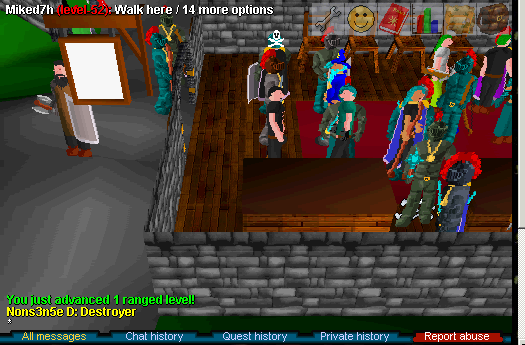 Miked7h (level-52): Walk here / 14 more options
You just advanced 1 ranged level!
Nons3n5e D: Destroyer
*
All messages Chat history Quest history Private history Report abuse